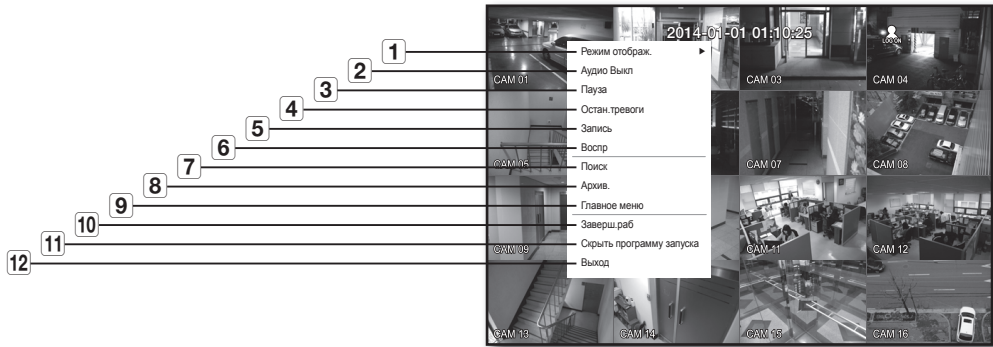 2014-01-01 01:10:25
LOG ON
CAM 01
CAM 03
CAM 04
CAM 05
CAM 07
CAM 08
CAM 09
CAM 11
CAM 12
CAM 13
CAM 14
CAM 15
CAM 16
1 Режим отображ.
2 Аудио Выкл
3 Пауза
4 Остан.тревоги
5 Запись
6 Воспр
7 Поиск
8 Архив.
9 Главное меню
10 Заверш.раб
11 Скрыть программу запуска
12 Выход